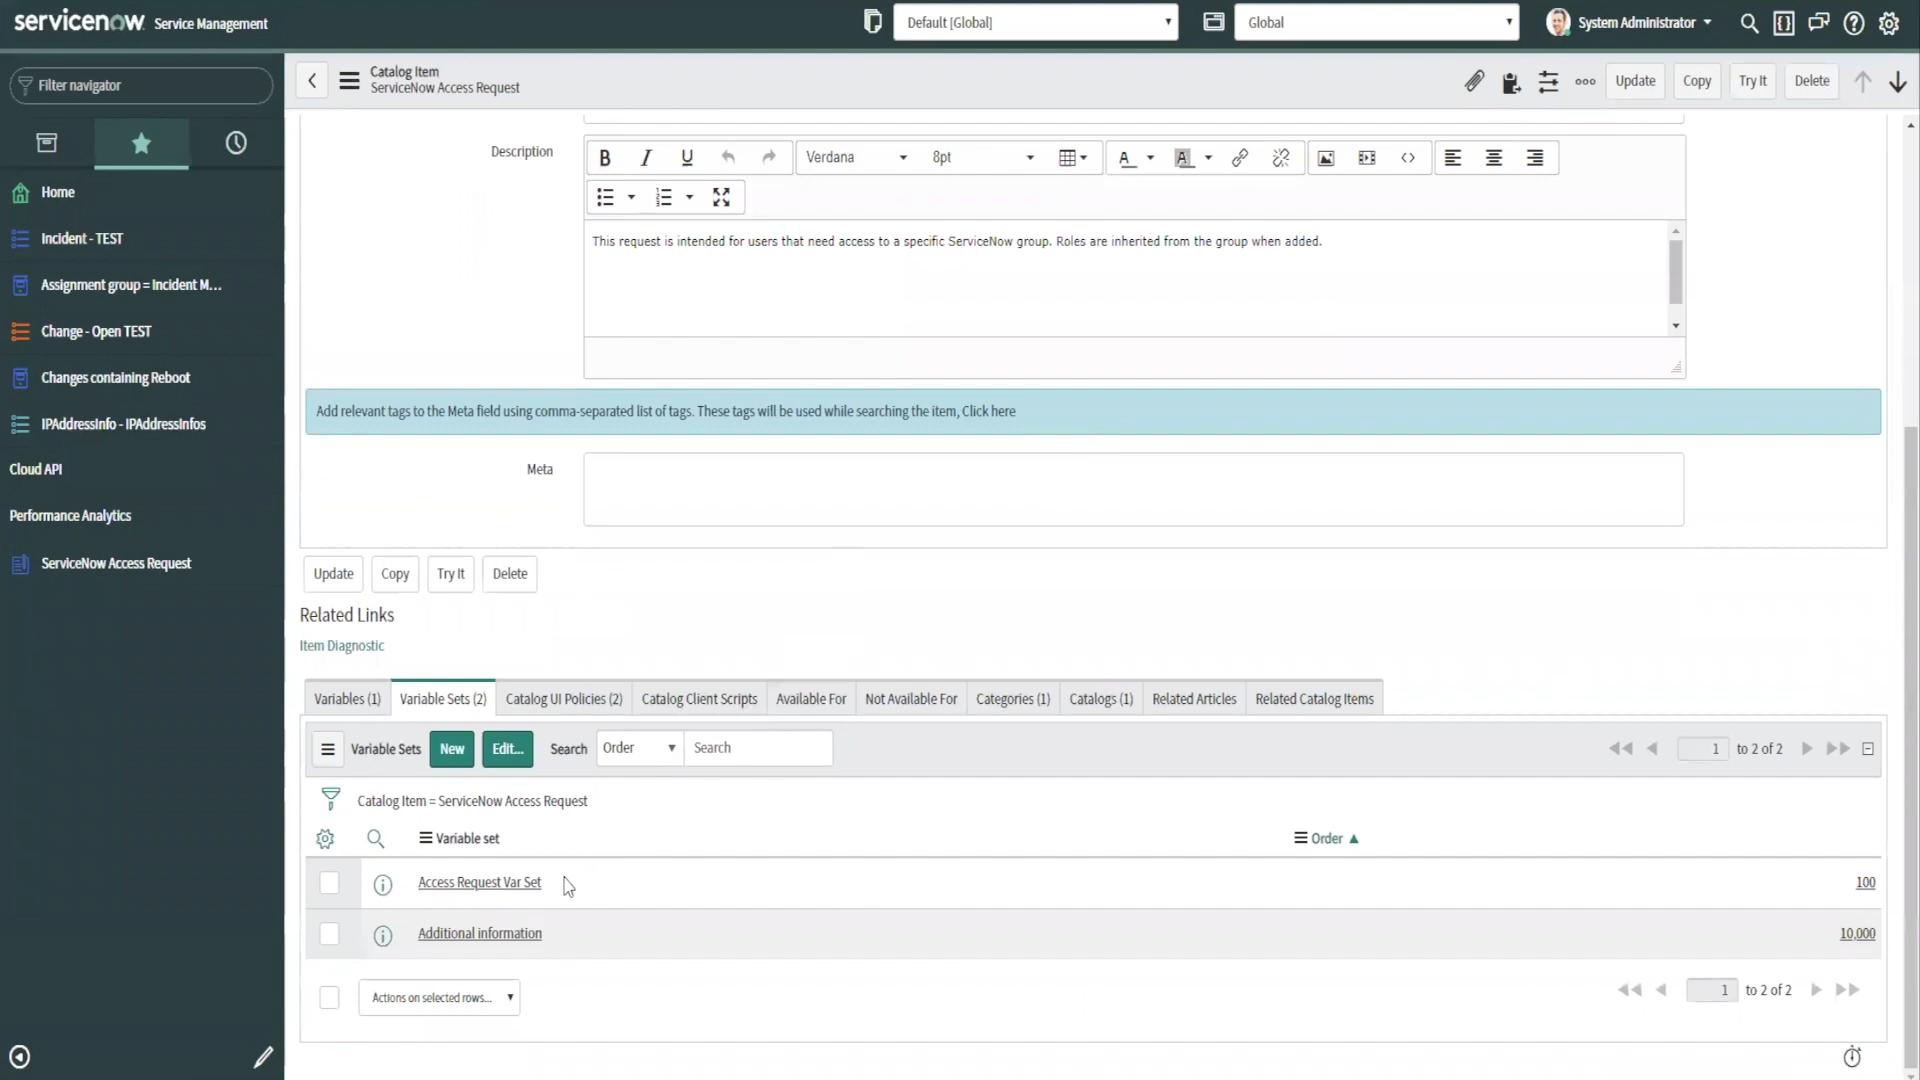 servicenow Service Management
Default [Global]
Global
System Administrator
Filter navigator
Home
Incident - TEST
Assignment group = Incident M...
Change - Open TEST
Changes containing Reboot
IPAddressInfo - IPAddressInfos
Cloud API
Performance Analytics
ServiceNow Access Request
Catalog Item
ServiceNow Access Request
Update Copy Try It Delete
Description
B I U Verdana 8pt
This request is intended for users that need access to a specific ServiceNow group. Roles are inherited from the group when added.
Add relevant tags to the Meta field using comma-separated list of tags. These tags will be used while searching the item, Click here
Meta
Update Copy Try It Delete
Related Links
Item Diagnostic
Variables (1) Variable Sets (2) Catalog UI Policies (2) Catalog Client Scripts Available For Not Available For Categories (1) Catalogs (1) Related Articles Related Catalog Items
Variable Sets New Edit... Search Order Search 1 to 2 of 2
Catalog Item = ServiceNow Access Request
Variable set Order
Access Request Var Set 100
Additional information 10,000
Actions on selected rows... 1 to 2 of 2